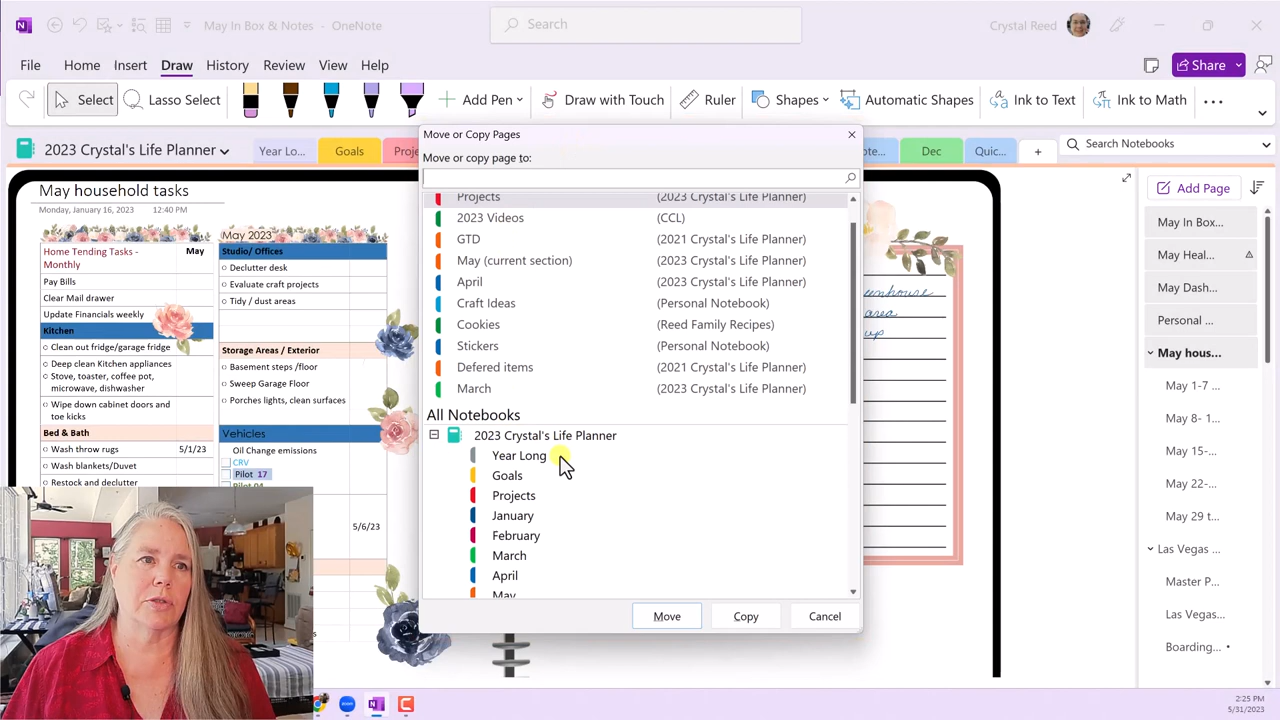 May In Box & Notes - OneNote
Search
Crystal Reed
File
Home
Insert
Draw
History
Review
View
Help
Share
Select
Lasso Select
Add Pen
Draw with Touch
Ruler
Shapes
Automatic Shapes
Ink to Text
Ink to Math
2023 Crystal's Life Planner
Year Lo...
Goals
Proje
ote...
Dec
Quic...
+
Search Notebooks
Move or Copy Pages
Move or copy page to:
Projects (2023 Crystal's Life Planner)
2023 Videos (CCL)
GTD (2021 Crystal's Life Planner)
May (current section) (2023 Crystal's Life Planner)
April (2023 Crystal's Life Planner)
Craft Ideas (Personal Notebook)
Cookies (Reed Family Recipes)
Stickers (Personal Notebook)
Defered items (2021 Crystal's Life Planner)
March (2023 Crystal's Life Planner)
All Notebooks
2023 Crystal's Life Planner
Year Long
Goals
Projects
January
February
March
April
May
Move
Copy
Cancel
May household tasks
Monday, January 16, 2023 12:40 PM
Home Tending Tasks -
Monthly
May
Pay Bills
Clear Mail drawer
Update Financials weekly
Kitchen
Clean out fridge/garage fridge
Deep clean Kitchen appliances
Stove, toaster, coffee pot,
microwave, dishwasher
Wipe down cabinet doors and
toe kicks
Bed & Bath
Wash throw rugs 5/1/23
Wash blankets/Duvet
Restock and declutter
May 2023
Studio/ Offices
Declutter desk
Evaluate craft projects
Tidy / dust areas
Storage Areas / Exterior
Basement steps /floor
Sweep Garage Floor
Porches lights, clean surfaces
Vehicles
Oil Change emissions
CRV
Pilot 17
Pilot 04
5/6/23
enhouse
area
up
Add Page
May In Box...
May Heal...
May Dash...
Personal ...
May hous...
May 1-7 ...
May 8- 1...
May 15-...
May 22-...
May 29 t...
Las Vegas ...
Master P...
Las Vegas...
Boarding...
2:25 PM
5/31/2023